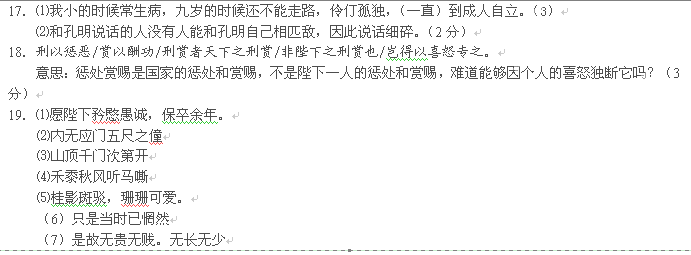 17. ⑴我小的时候常生病，九岁的时候还不能走路，伶仃孤独，（一直）到成人自立。（3）
⑵和孔明说话的人没有人能和孔明自己相匹敌，因此说话细碎。（2 分）
18. 刑以惩恶/赏以酬功/刑赏者天下之刑赏/非陛下之刑赏也/岂得以喜怒专之。
意思：惩处赏赐是国家的惩处和赏赐，不是陛下一人的惩处和赏赐，难道能够因个人的喜怒独断它吗？（3
分）
19. ⑴愿陛下矜愍愚诚，保卒余年。
⑵内无应门五尺之僮
⑶山顶千门次第开
⑷禾黍秋风听马嘶
⑸桂影斑驳，珊珊可爱。
（6）只是当时已惘然
（7）是故无贵无贱。无长无少